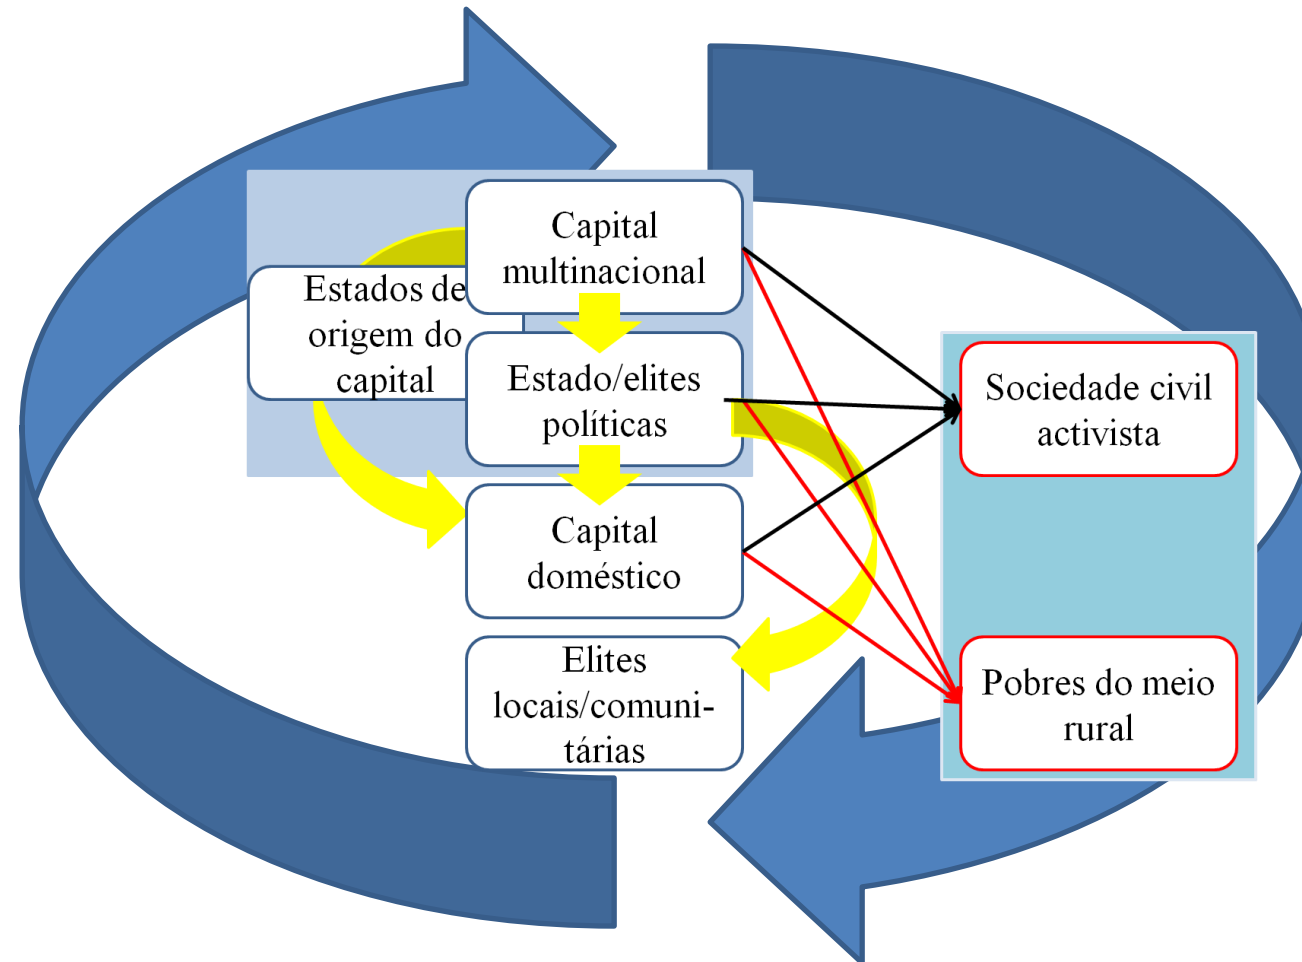 Capital
multinacional
Estados de
origem do
capital
Estado/elites
políticas
Capital
doméstico
Elites
locais/comuni-
tárias
Sociedade civil
activista
Pobres do meio
rural